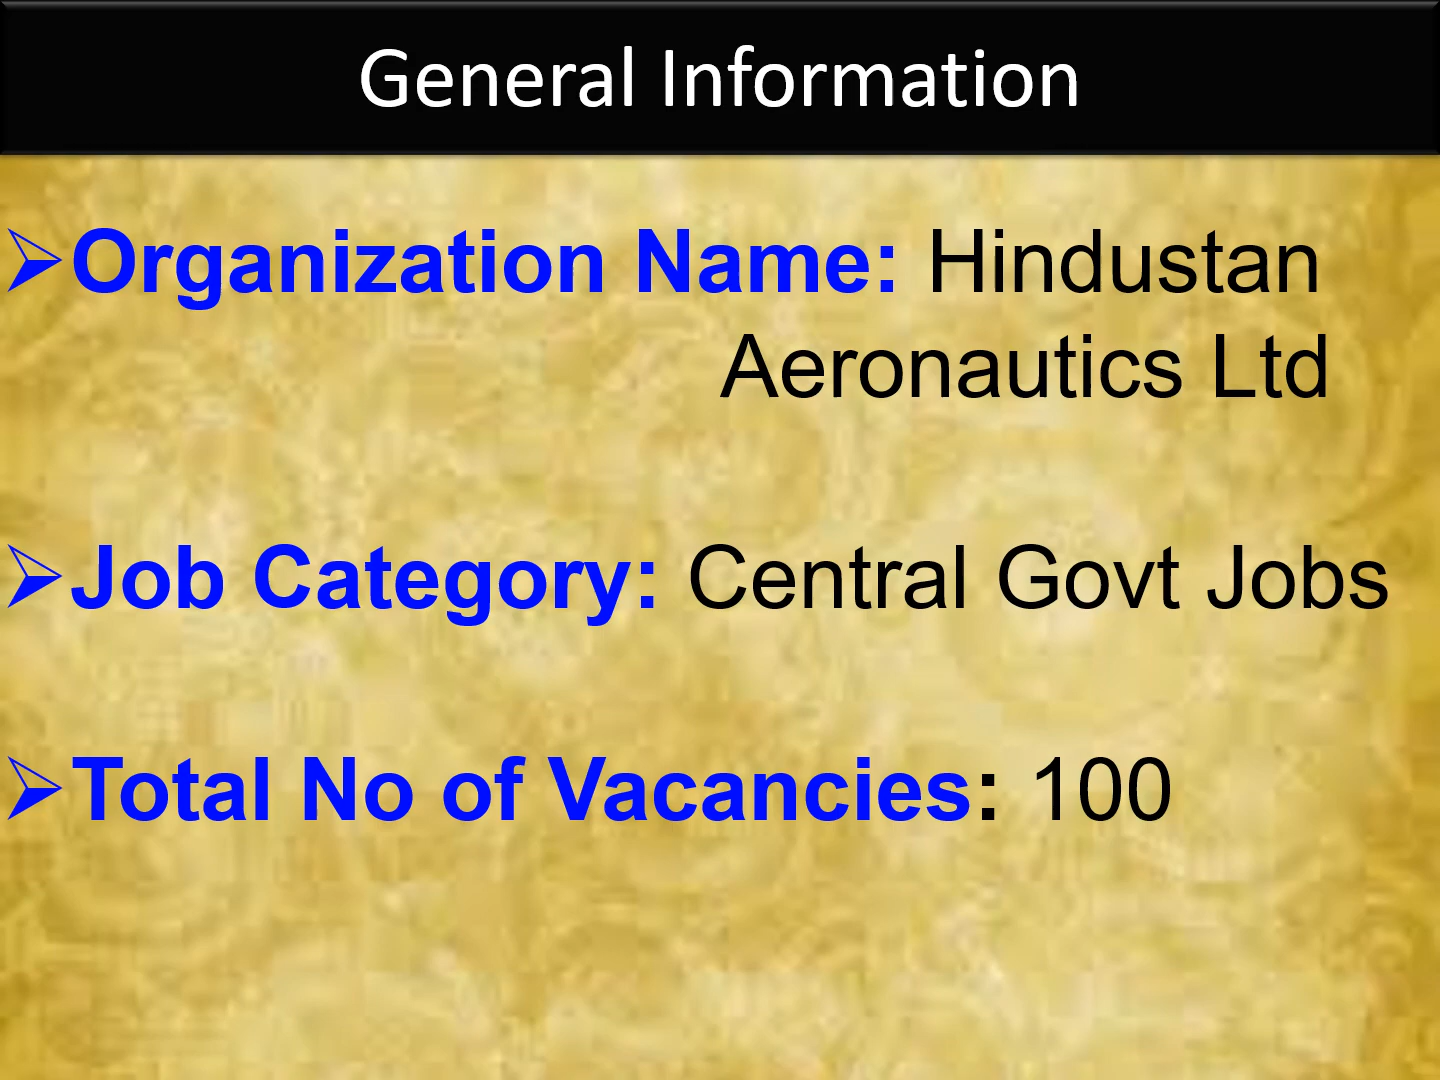 General Information
➢Organization Name: Hindustan
Aeronautics Ltd
➢Job Category: Central Govt Jobs
➢Total No of Vacancies: 100